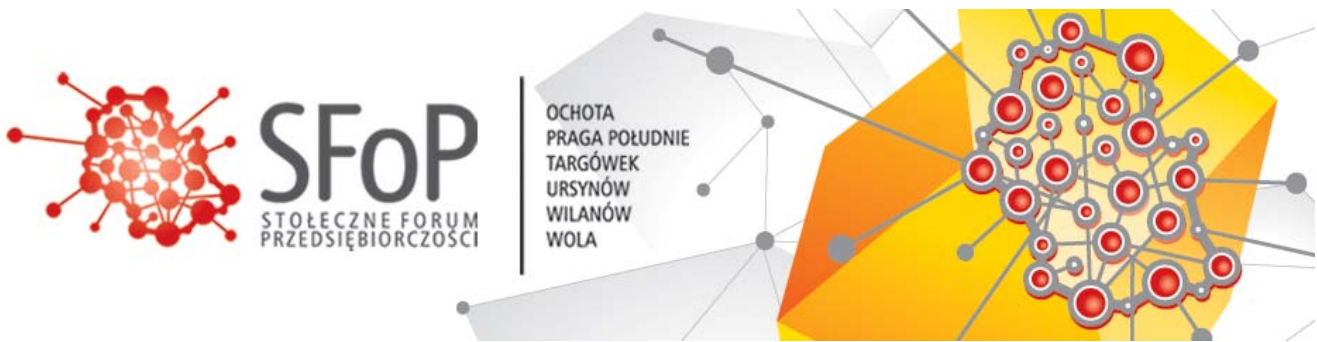 SFoP
STOŁECZNE FORUM
PRZEDSIĘBIORCZOŚCI
OCHOTA
PRAGA POŁUDNIE
TARGÓWEK
URSYNÓW
WILANÓW
WOLA